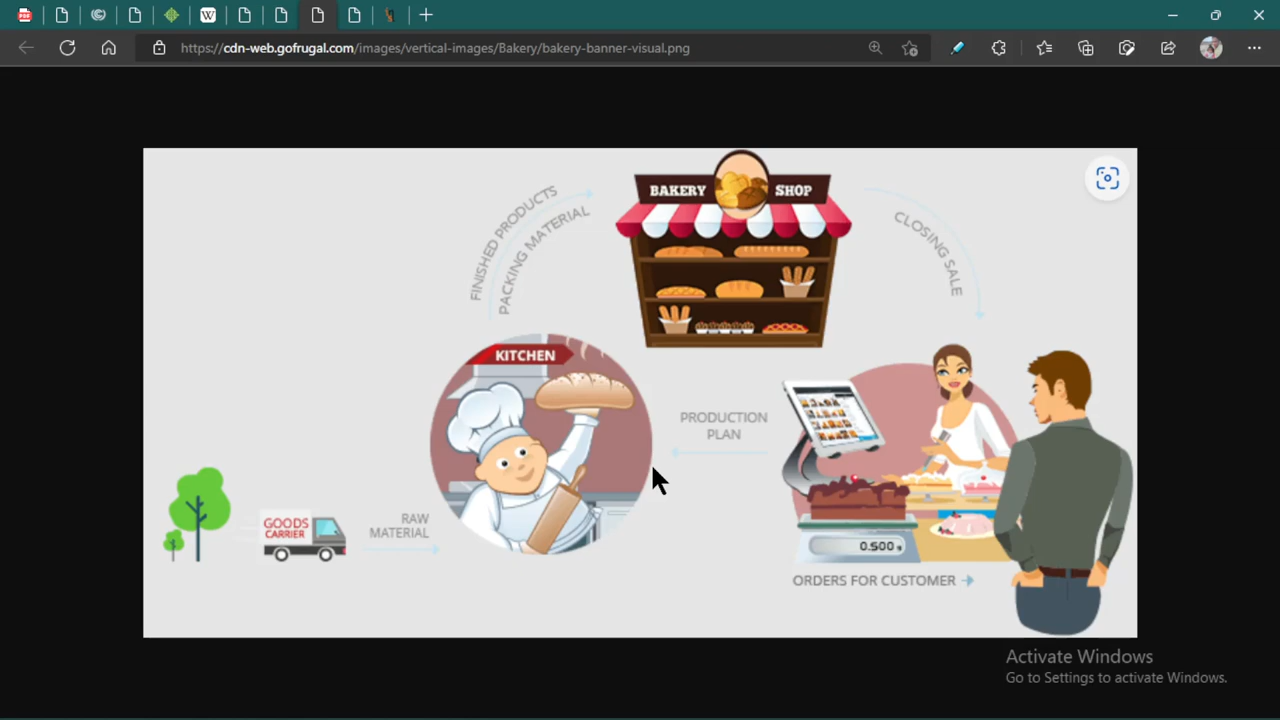 https://cdn-web.gofrugal.com/images/vertical-images/Bakery/bakery-banner-visual.png
BAKERY SHOP
FINISHED PRODUCTS
PACKING MATERIAL
CLOSING SALE
KITCHEN
PRODUCTION
PLAN
GOODS
CARRIER
RAW
MATERIAL
0.500 g
ORDERS FOR CUSTOMER
Activate Windows
Go to Settings to activate Windows.